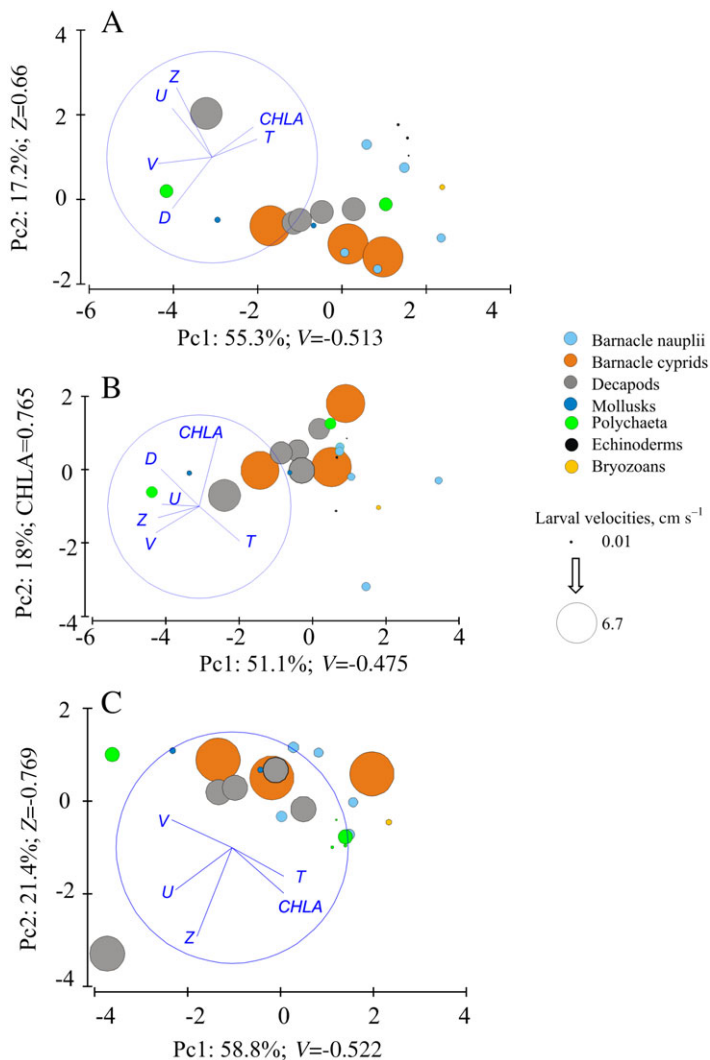 A
4
2
0
-2
Pc2: 17.2%; Z=0.66
Z
U
CHLA
T
V
D
-6 -4 -2 0 2 4
Pc1: 55.3%; V=-0.513
B
2
0
-2
-4
Pc2: 18%; CHLA=0.765
CHLA
D
U
Z
V
T
-6 -4 -2 0 2 4
Pc1: 51.1%; V=-0.475
C
2
0
-2
-4
Pc2: 21.4%; Z=-0.769
V
T
U
CHLA
Z
-4 -2 0 2 4
Pc1: 58.8%; V=-0.522
Barnacle nauplii
Barnacle cyprids
Decapods
Mollusks
Polychaeta
Echinoderms
Bryozoans
Larval velocities, cm s⁻¹
0.01
6.7